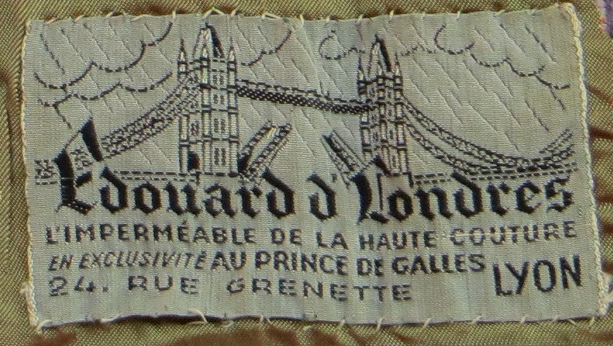 Edouard d'Londres
L'IMPERMÉABLE DE LA HAUTE COUTURE
EN EXCLUSIVITÉ AU PRINCE DE GALLES
24. RUE GRENETTE LYON